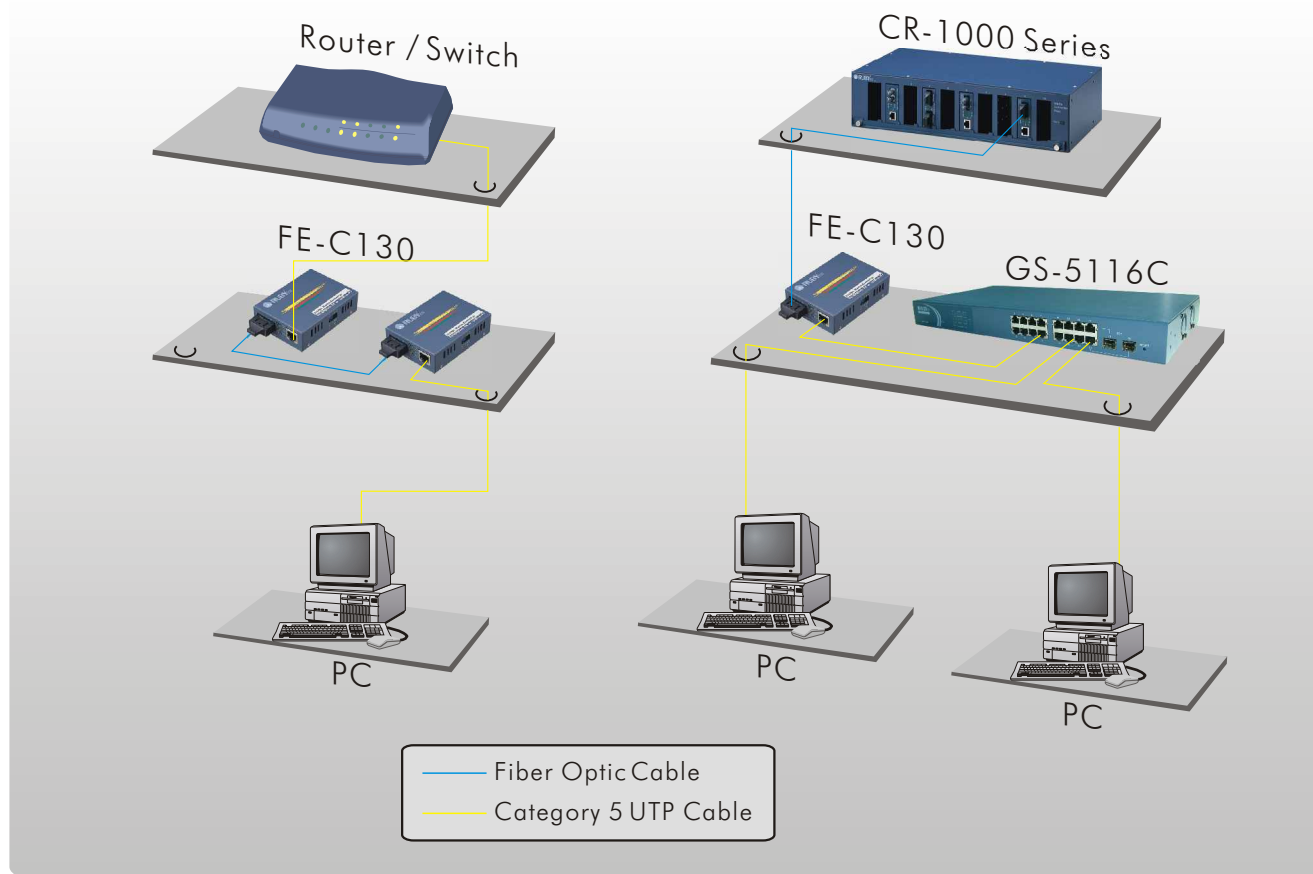 Router / Switch
CR-1000 Series
FE-C130
FE-C130
GS-5116C
PC
PC
PC
Fiber Optic Cable
Category 5 UTP Cable